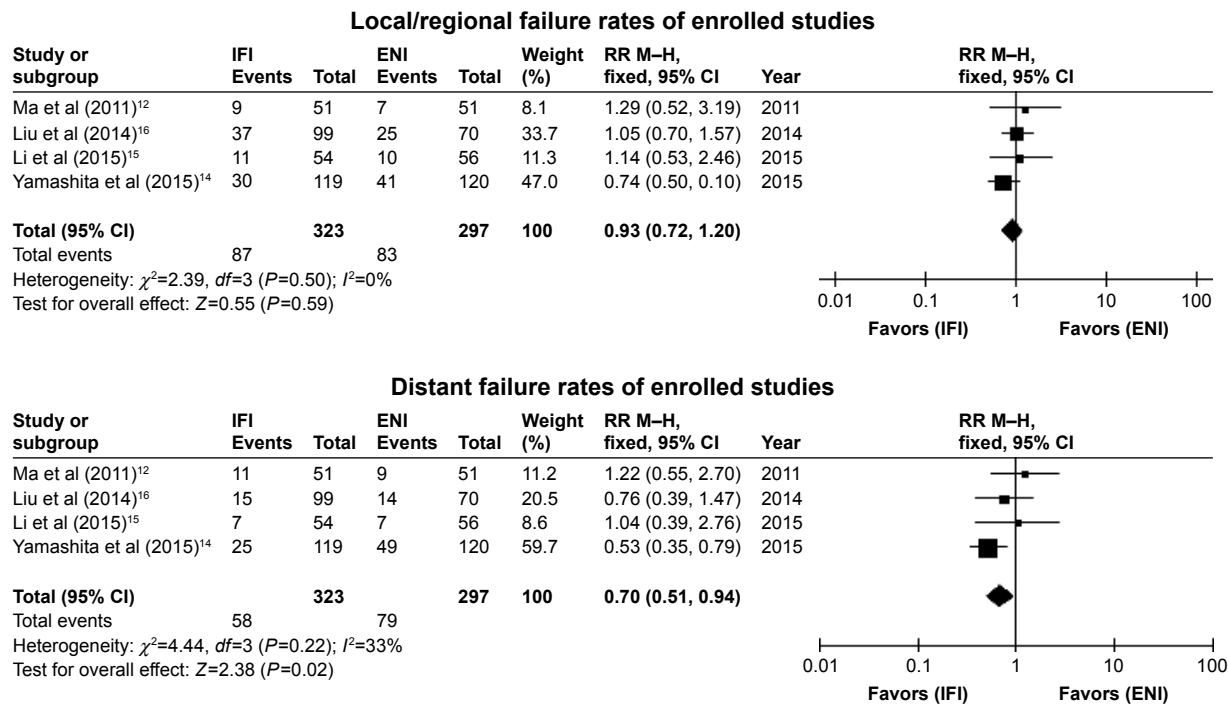 Local/regional failure rates of enrolled studies
Study or subgroup IFI Events Total ENI Events Total Weight (%) RR M–H, fixed, 95% CI Year RR M–H, fixed, 95% CI
Ma et al (2011)¹² 9 51 7 51 8.1 1.29 (0.52, 3.19) 2011
Liu et al (2014)¹⁶ 37 99 25 70 33.7 1.05 (0.70, 1.57) 2014
Li et al (2015)¹⁵ 11 54 10 56 11.3 1.14 (0.53, 2.46) 2015
Yamashita et al (2015)¹⁴ 30 119 41 120 47.0 0.74 (0.50, 0.10) 2015
Total (95% CI) 323 297 100 0.93 (0.72, 1.20)
Total events 87 83
Heterogeneity: χ²=2.39, df=3 (P=0.50); I²=0%
Test for overall effect: Z=0.55 (P=0.59)
0.01 0.1 1 10 100
Favors (IFI) Favors (ENI)
Distant failure rates of enrolled studies
Study or subgroup IFI Events Total ENI Events Total Weight (%) RR M–H, fixed, 95% CI Year RR M–H, fixed, 95% CI
Ma et al (2011)¹² 11 51 9 51 11.2 1.22 (0.55, 2.70) 2011
Liu et al (2014)¹⁶ 15 99 14 70 20.5 0.76 (0.39, 1.47) 2014
Li et al (2015)¹⁵ 7 54 7 56 8.6 1.04 (0.39, 2.76) 2015
Yamashita et al (2015)¹⁴ 25 119 49 120 59.7 0.53 (0.35, 0.79) 2015
Total (95% CI) 323 297 100 0.70 (0.51, 0.94)
Total events 58 79
Heterogeneity: χ²=4.44, df=3 (P=0.22); I²=33%
Test for overall effect: Z=2.38 (P=0.02)
0.01 0.1 1 10 100
Favors (IFI) Favors (ENI)